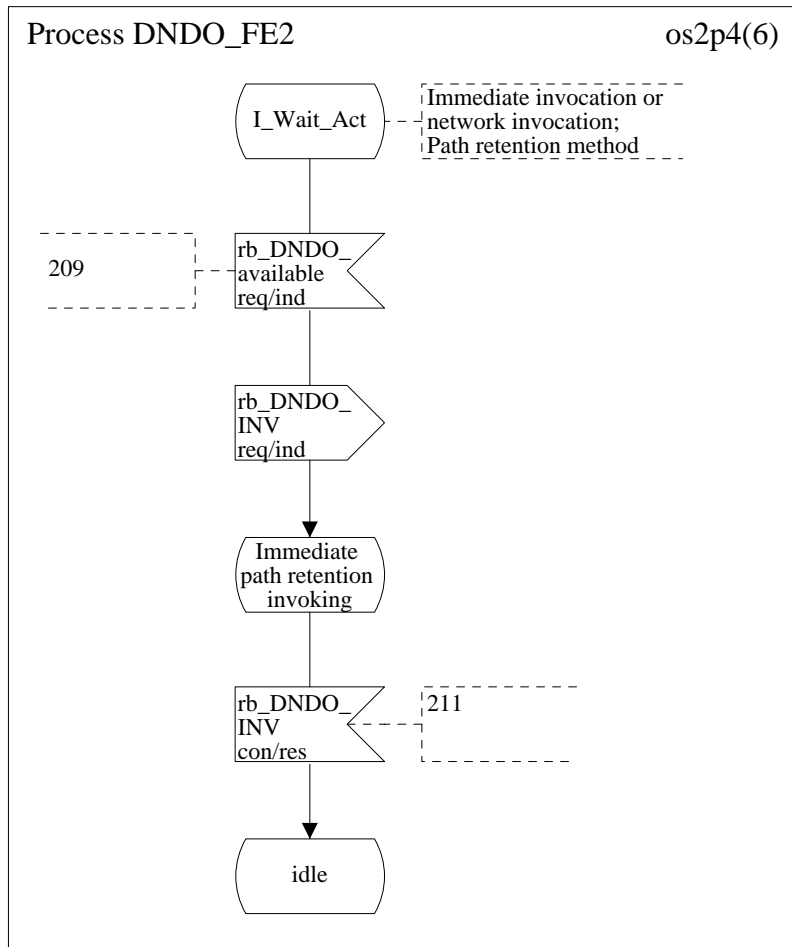 Process DNDO_FE2
os2p4(6)
I_Wait_Act
Immediate invocation or
network invocation;
Path retention method
209
rb_DNDO_
available
req/ind
rb_DNDO_
INV
req/ind
Immediate
path retention
invoking
rb_DNDO_
INV
con/res
211
idle